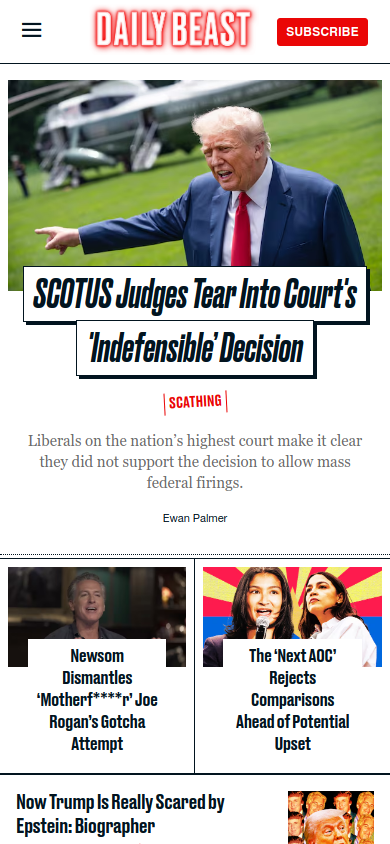 DAILY BEAST
SUBSCRIBE
SCOTUS Judges Tear Into Court's
'Indefensible' Decision
SCATHING
Liberals on the nation’s highest court make it clear
they did not support the decision to allow mass
federal firings.
Ewan Palmer
Newsom
Dismantles
‘Motherf****r’ Joe
Rogan’s Gotcha
Attempt
The ‘Next AOC’
Rejects
Comparisons
Ahead of Potential
Upset
Now Trump Is Really Scared by
Epstein: Biographer